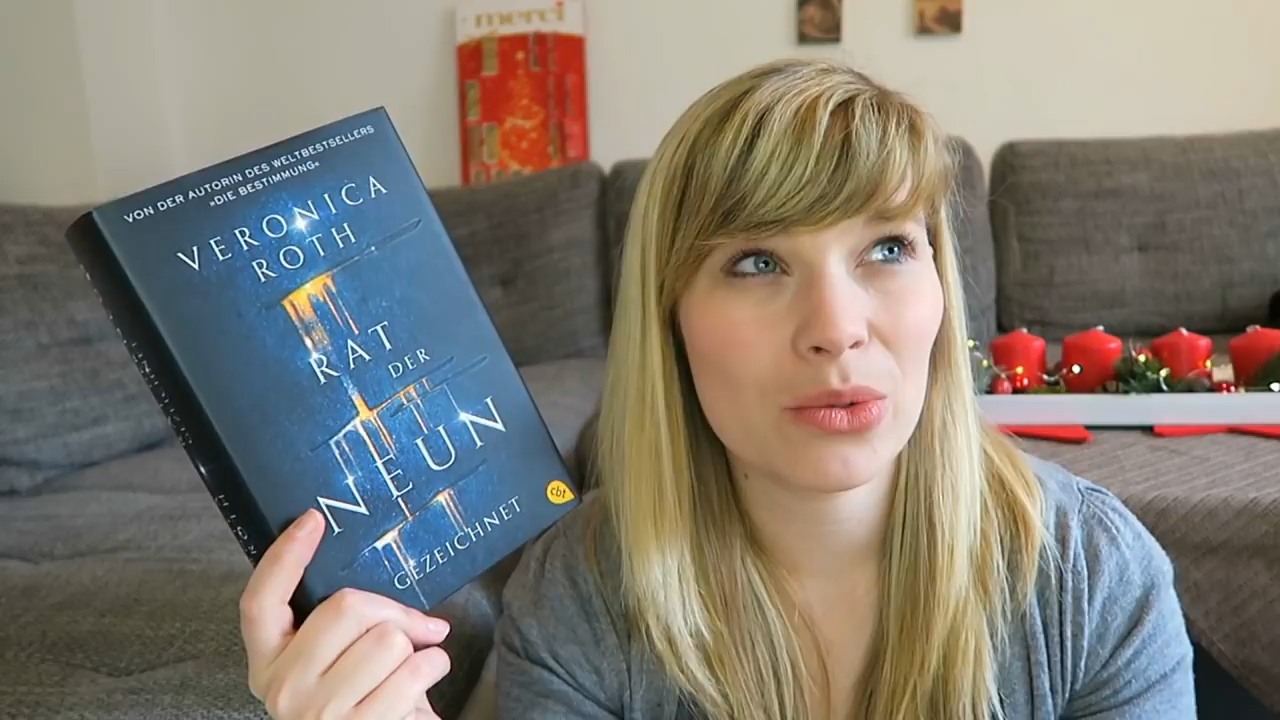 merci
VON DER AUTORIN DES WELTBESTSELLERS
»DIE BESTIMMUNG«
VERONICA
ROTH
RAT
DER
NEUN
GEZEICHNET
cbt